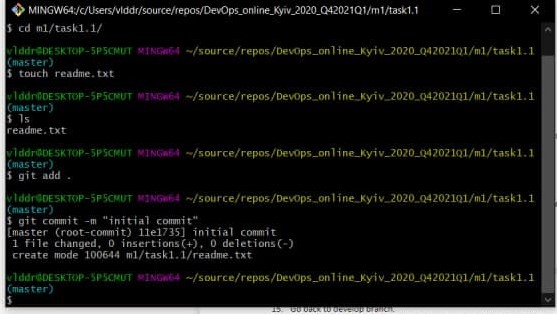 MINGW64:/c/Users/vlddr/source/repos/DevOps_online_Kyiv_2020_Q42021Q1/m1/task1.1
$ cd m1/task1.1/
vlddr@DESKTOP-5P5CMUT MINGW64 ~/source/repos/DevOps_online_Kyiv_2020_Q42021Q1/m1/task1.1
(master)
$ touch readme.txt
vlddr@DESKTOP-5P5CMUT MINGW64 ~/source/repos/DevOps_online_Kyiv_2020_Q42021Q1/m1/task1.1
(master)
$ ls
readme.txt
vlddr@DESKTOP-5P5CMUT MINGW64 ~/source/repos/DevOps_online_Kyiv_2020_Q42021Q1/m1/task1.1
(master)
$ git add .
vlddr@DESKTOP-5P5CMUT MINGW64 ~/source/repos/DevOps_online_Kyiv_2020_Q42021Q1/m1/task1.1
(master)
$ git commit -m "initial commit"
[master (root-commit) 11e1735] initial commit
1 file changed, 0 insertions(+), 0 deletions(-)
create mode 100644 m1/task1.1/readme.txt
vlddr@DESKTOP-5P5CMUT MINGW64 ~/source/repos/DevOps_online_Kyiv_2020_Q42021Q1/m1/task1.1
(master)
$
15. Go back to develop branch.